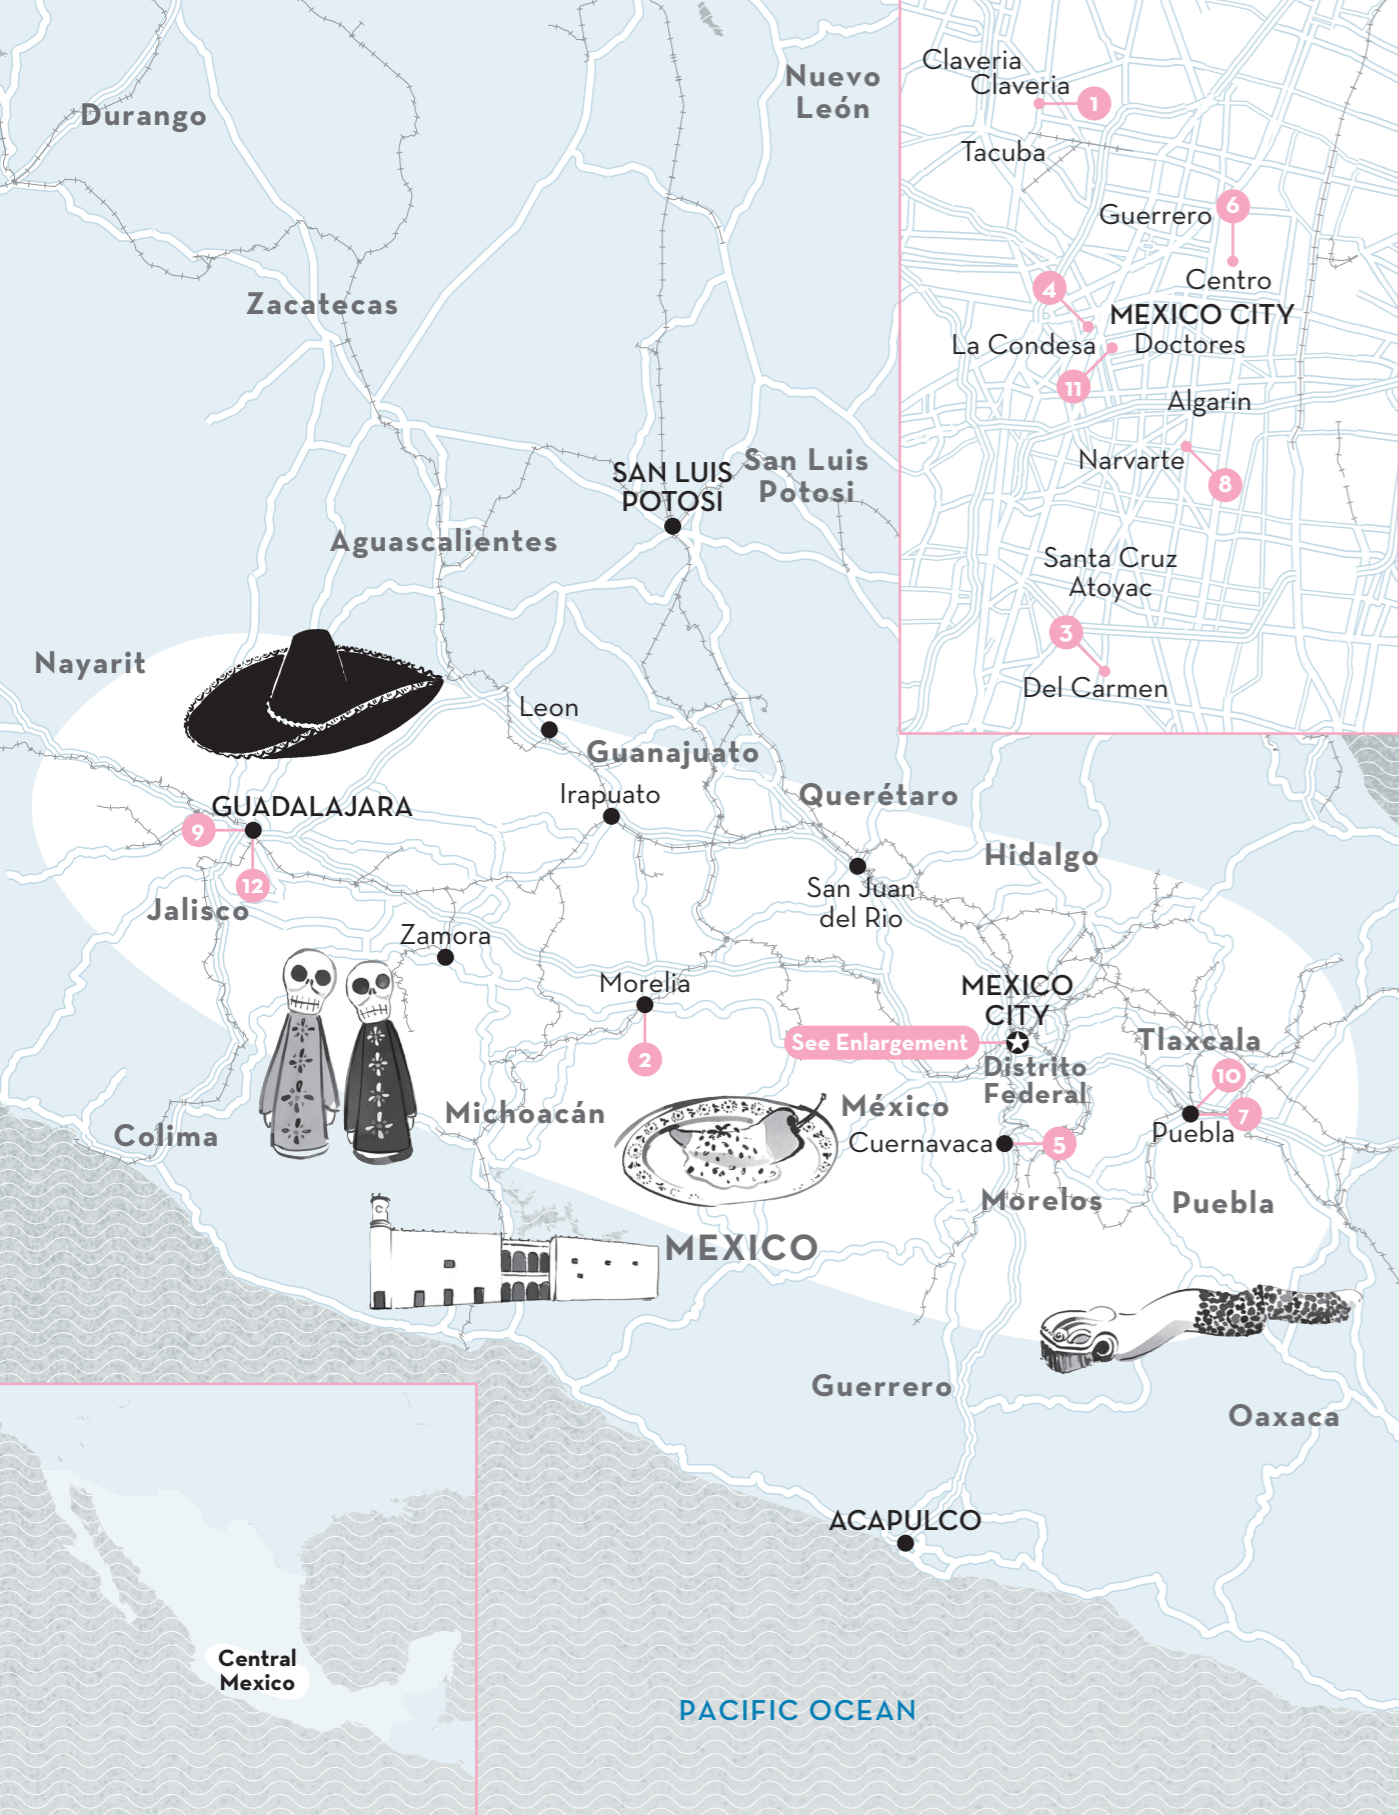 Durango
Nuevo
León
Zacatecas
SAN LUIS
POTOSI
San Luis
Potosi
Aguascalientes
Nayarit
Leon
Guanajuato
Irapuato
GUADALAJARA
9
12
Jalisco
Querétaro
Hidalgo
San Juan
del Rio
Zamora
Morelia
2
MEXICO
CITY
See Enlargement
Distrito
Federal
Tlaxcala
10
7
Puebla
México
Cuernavaca
5
Michoacán
Colima
Morelos
Puebla
MEXICO
Guerrero
Oaxaca
ACAPULCO
PACIFIC OCEAN
Claveria
Claveria
1
Tacuba
Guerrero
6
Centro
4
MEXICO CITY
La Condesa
Doctores
11
Algarin
Narvarte
8
Santa Cruz
Atoyac
3
Del Carmen
Central
Mexico